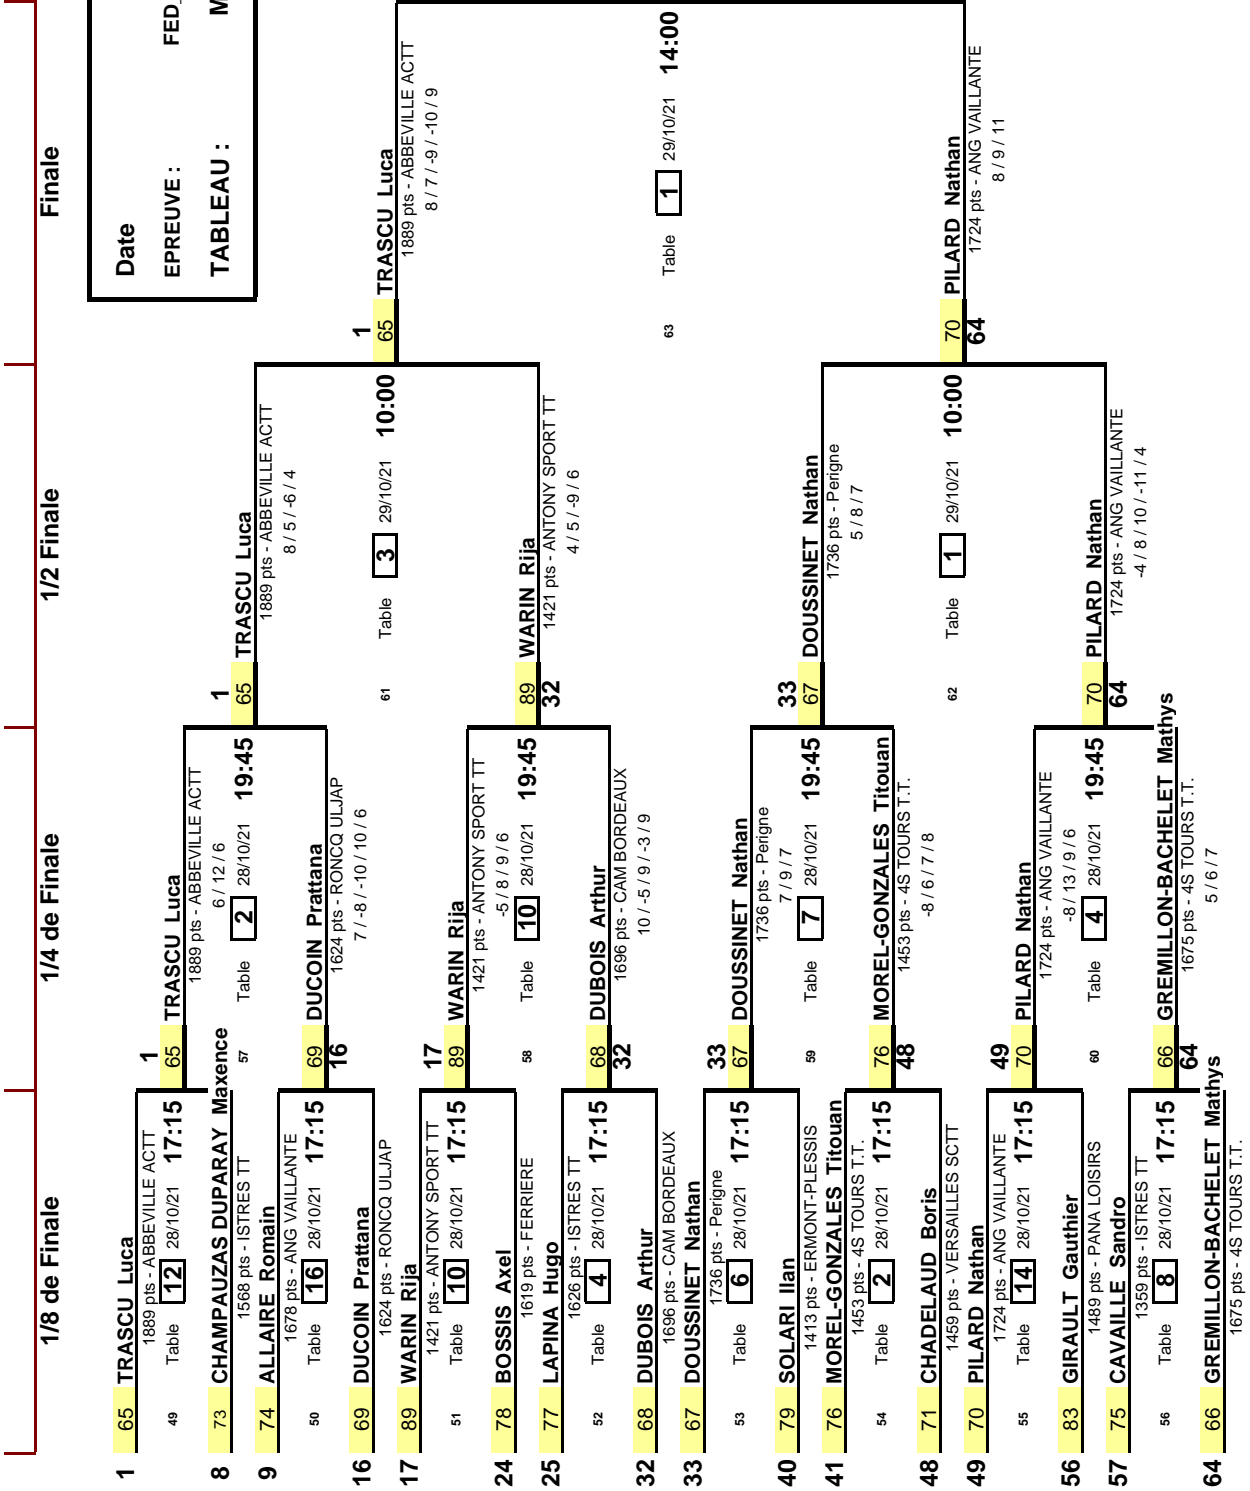 1/8 de Finale
1/4 de Finale
1/2 Finale
Finale
Date
EPREUVE :
FED_
TABLEAU :
1
65
TRASCU Luca
1889 pts - ABBEVILLE ACTT
49
Table
12
28/10/21
17:15
8
73
CHAMPAUZAS DUPARAY Maxence
1568 pts - ISTRES TT
9
74
ALLAIRE Romain
1678 pts - ANG VAILLANTE
50
Table
16
28/10/21
17:15
16
69
DUCOIN Prattana
1624 pts - RONCQ ULJAP
17
89
WARIN Rija
1421 pts - ANTONY SPORT TT
51
Table
10
28/10/21
17:15
24
78
BOSSIS Axel
1619 pts - FERRIERE
25
77
LAPINA Hugo
1626 pts - ISTRES TT
52
Table
4
28/10/21
17:15
32
68
DUBOIS Arthur
1696 pts - CAM BORDEAUX
33
67
DOUSSINET Nathan
1736 pts - Perigne
53
Table
6
28/10/21
17:15
40
79
SOLARI Ilan
1413 pts - ERMONT-PLESSIS
41
76
MOREL-GONZALES Titouan
1453 pts - 4S TOURS T.T.
54
Table
2
28/10/21
17:15
48
71
CHADELAUD Boris
1459 pts - VERSAILLES SCTT
49
70
PILARD Nathan
1724 pts - ANG VAILLANTE
55
Table
14
28/10/21
17:15
56
83
GIRAULT Gauthier
1489 pts - PANA LOISIRS
57
75
CAVAILLE Sandro
1359 pts - ISTRES TT
56
Table
8
28/10/21
17:15
64
66
GREMILLON-BACHELET Mathys
1675 pts - 4S TOURS T.T.
1
65
TRASCU Luca
1889 pts - ABBEVILLE ACTT
6 / 12 / 6
57
Table
2
28/10/21
19:45
69
16
DUCOIN Prattana
1624 pts - RONCQ ULJAP
7 / -8 / -10 / 10 / 6
17
89
WARIN Rija
1421 pts - ANTONY SPORT TT
-5 / 8 / 9 / 6
58
Table
10
28/10/21
19:45
68
32
DUBOIS Arthur
1696 pts - CAM BORDEAUX
10 / -5 / 9 / -3 / 9
33
67
DOUSSINET Nathan
1736 pts - Perigne
7 / 9 / 7
59
Table
7
28/10/21
19:45
76
48
MOREL-GONZALES Titouan
1453 pts - 4S TOURS T.T.
-8 / 6 / 7 / 8
49
70
PILARD Nathan
1724 pts - ANG VAILLANTE
-8 / 13 / 9 / 6
60
Table
4
28/10/21
19:45
66
64
GREMILLON-BACHELET Mathys
1675 pts - 4S TOURS T.T.
5 / 6 / 7
1
65
TRASCU Luca
1889 pts - ABBEVILLE ACTT
8 / 5 / -6 / 4
61
Table
3
29/10/21
10:00
89
32
WARIN Rija
1421 pts - ANTONY SPORT TT
4 / 5 / -9 / 6
33
67
DOUSSINET Nathan
1736 pts - Perigne
5 / 8 / 7
62
Table
1
29/10/21
10:00
70
64
PILARD Nathan
1724 pts - ANG VAILLANTE
-4 / 8 / 10 / -11 / 4
1
65
TRASCU Luca
1889 pts - ABBEVILLE ACTT
8 / 7 / -9 / -10 / 9
63
Table
1
29/10/21
14:00
70
64
PILARD Nathan
1724 pts - ANG VAILLANTE
8 / 9 / 11